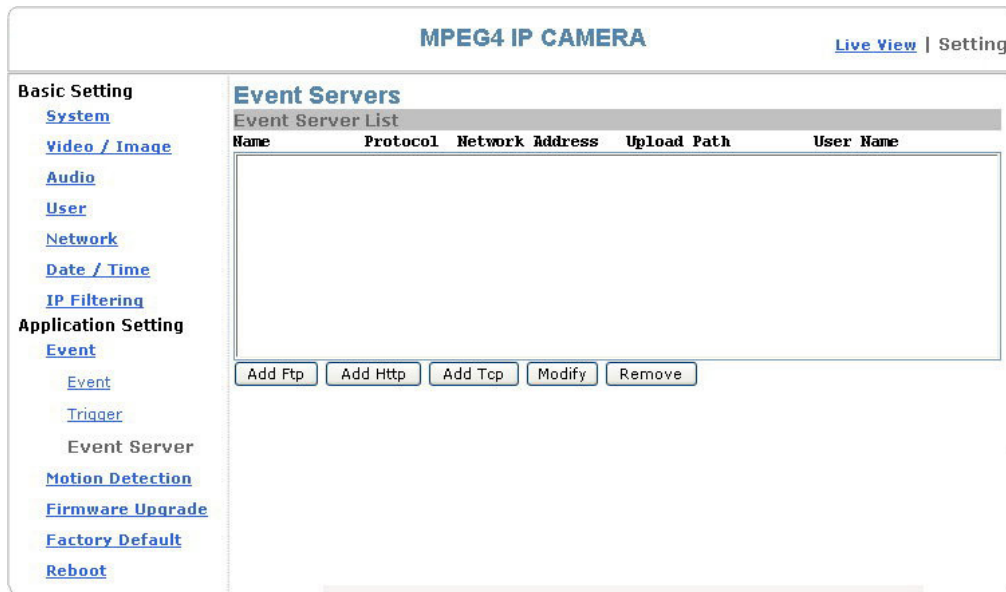 MPEG4 IP CAMERA
Live View | Setting
Basic Setting
System
Video / Image
Audio
User
Network
Date / Time
IP Filtering
Application Setting
Event
Event
Trigger
Event Server
Motion Detection
Firmware Upgrade
Factory Default
Reboot
Event Servers
Event Server List
Name Protocol Network Address Upload Path User Name
Add Ftp Add Http Add Tcp Modify Remove